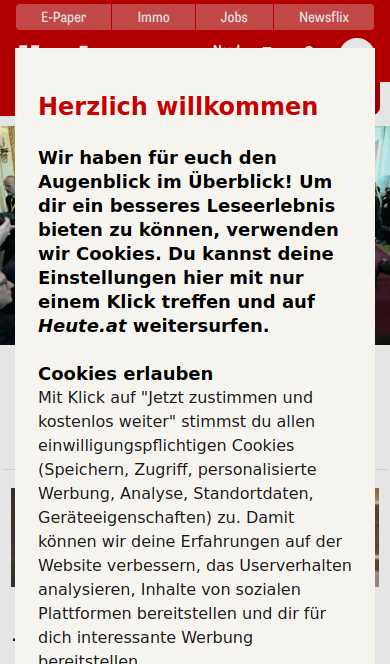 E-Paper
Immo
Jobs
Newsflix
Herzlich willkommen
Wir haben für euch den
Augenblick im Überblick! Um
dir ein besseres Leseerlebnis
bieten zu können, verwenden
wir Cookies. Du kannst deine
Einstellungen hier mit nur
einem Klick treffen und auf
Heute.at weitersurfen.
Cookies erlauben
Mit Klick auf "Jetzt zustimmen und
kostenlos weiter" stimmst du allen
einwilligungspflichtigen Cookies
(Speichern, Zugriff, personalisierte
Werbung, Analyse, Standortdaten,
Geräteeigenschaften) zu. Damit
können wir deine Erfahrungen auf der
Website verbessern, das Userverhalten
analysieren, Inhalte von sozialen
Plattformen bereitstellen und dir für
dich interessante Werbung
bereitstellen